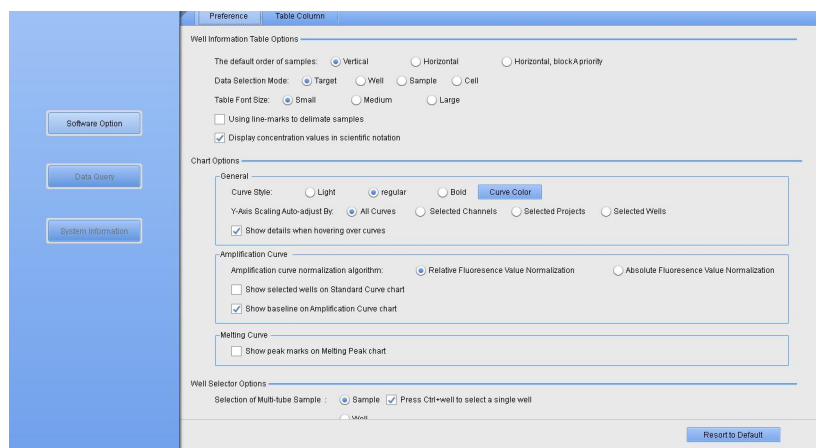 Preference Table Column
Well Information Table Options
The default order of samples: Vertical Horizontal Horizontal, block A priority
Data Selection Mode: Target Well Sample Cell
Table Font Size: Small Medium Large
Using line-marks to delimate samples
Software Option
Display concentration values in scientific notation
Chart Options
General
Data Query
Curve Style: Light regular Bold Curve Color
Y-Axis Scaling Auto-adjust By: All Curves Selected Channels Selected Projects Selected Wells
System Information
Show details when hovering over curves
Amplification Curve
Amplification curve normalization algorithm: Relative Fluoresence Value Normalization Absolute Fluoresence Value Normalization
Show selected wells on Standard Curve chart
Show baseline on Amplification Curve chart
Melting Curve
Show peak marks on Melting Peak chart
Well Selector Options
Selection of Multi-tube Sample : Sample Press Ctrl+well to select a single well
Well
Resort to Default